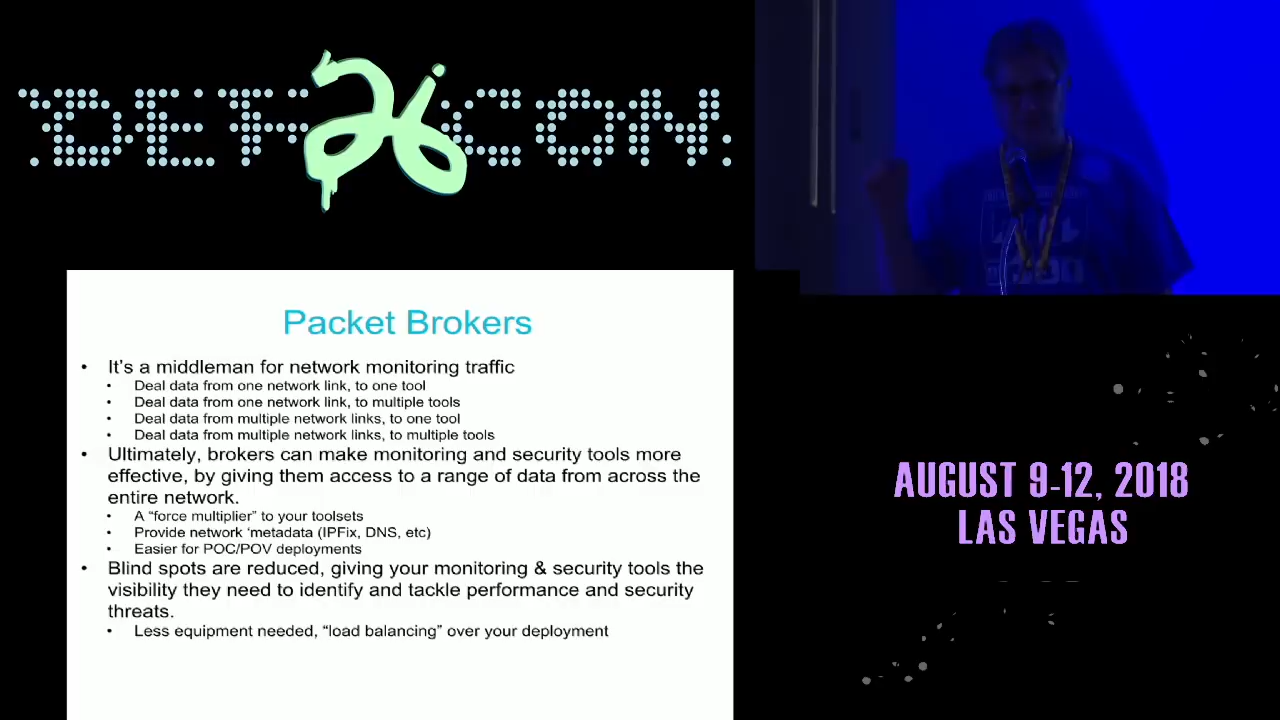 DEF 26 CON
Packet Brokers
• It's a middleman for network monitoring traffic
• Deal data from one network link, to one tool
• Deal data from one network link, to multiple tools
• Deal data from multiple network links, to one tool
• Deal data from multiple network links, to multiple tools
• Ultimately, brokers can make monitoring and security tools more
effective, by giving them access to a range of data from across the
entire network.
• A “force multiplier” to your toolsets
• Provide network ‘metadata (IPFix, DNS, etc)
• Easier for POC/POV deployments
• Blind spots are reduced, giving your monitoring & security tools the
visibility they need to identify and tackle performance and security
threats.
• Less equipment needed, “load balancing” over your deployment
AUGUST 9-12, 2018
LAS VEGAS